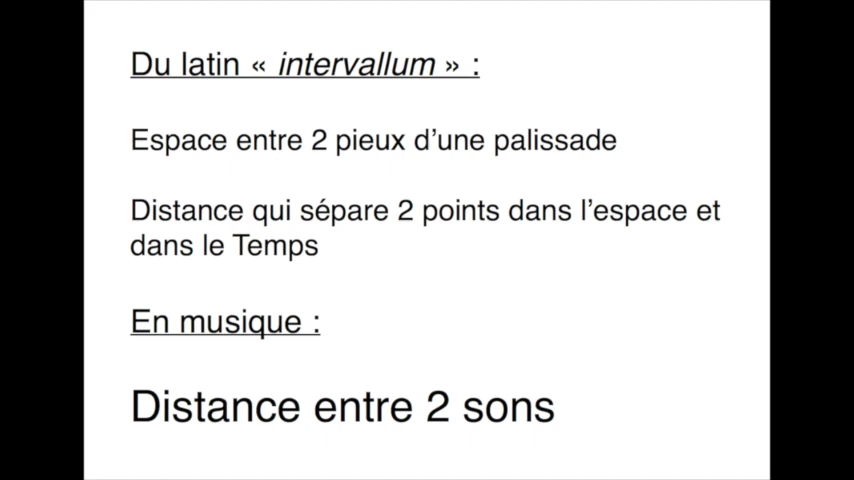 Du latin « intervallum » :
Espace entre 2 pieux d’une palissade
Distance qui sépare 2 points dans l’espace et
dans le Temps
En musique :
Distance entre 2 sons